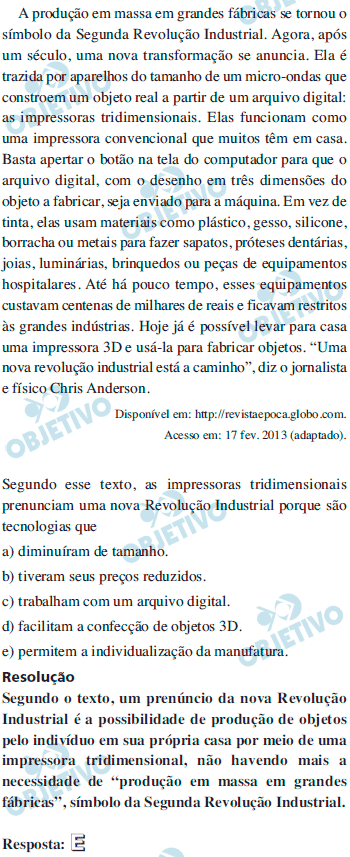 A produção em massa em grandes fábricas se tornou o
símbolo da Segunda Revolução Industrial. Agora, após
um século, uma nova transformação se anuncia. Ela é
trazida por aparelhos do tamanho de um micro-ondas que
constroem um objeto real a partir de um arquivo digital:
as impressoras tridimensionais. Elas funcionam como
uma impressora convencional que muitos têm em casa.
Basta apertar o botão na tela do computador para que o
arquivo digital, com o desenho em três dimensões do
objeto a fabricar, seja enviado para a máquina. Em vez de
tinta, elas usam materiais como plástico, gesso, silicone,
borracha ou metais para fazer sapatos, próteses dentárias,
joias, luminárias, brinquedos ou peças de equipamentos
hospitalares. Até há pouco tempo, esses equipamentos
custavam centenas de milhares de reais e ficavam restritos
às grandes indústrias. Hoje já é possível levar para casa
uma impressora 3D e usá-la para fabricar objetos. “Uma
nova revolução industrial está a caminho”, diz o jornalista
e físico Chris Anderson.
Disponível em: http://revistaepoca.globo.com.
Acesso em: 17 fev. 2013 (adaptado).
Segundo esse texto, as impressoras tridimensionais
prenunciam uma nova Revolução Industrial porque são
tecnologias que
a) diminuíram de tamanho.
b) tiveram seus preços reduzidos.
c) trabalham com um arquivo digital.
d) facilitam a confecção de objetos 3D.
e) permitem a individualização da manufatura.
Resolução
Segundo o texto, um prenúncio da nova Revolução
Industrial é a possibilidade de produção de objetos
pelo indivíduo em sua própria casa por meio de uma
impressora tridimensional, não havendo mais a
necessidade de “produção em massa em grandes
fábricas”, símbolo da Segunda Revolução Industrial.
Resposta: E
OBJETIVO
OBJETIVO
OBJETIVO
OBJETIVO
OBJETIVO
OBJETIVO
OBJETIVO
OBJETIVO